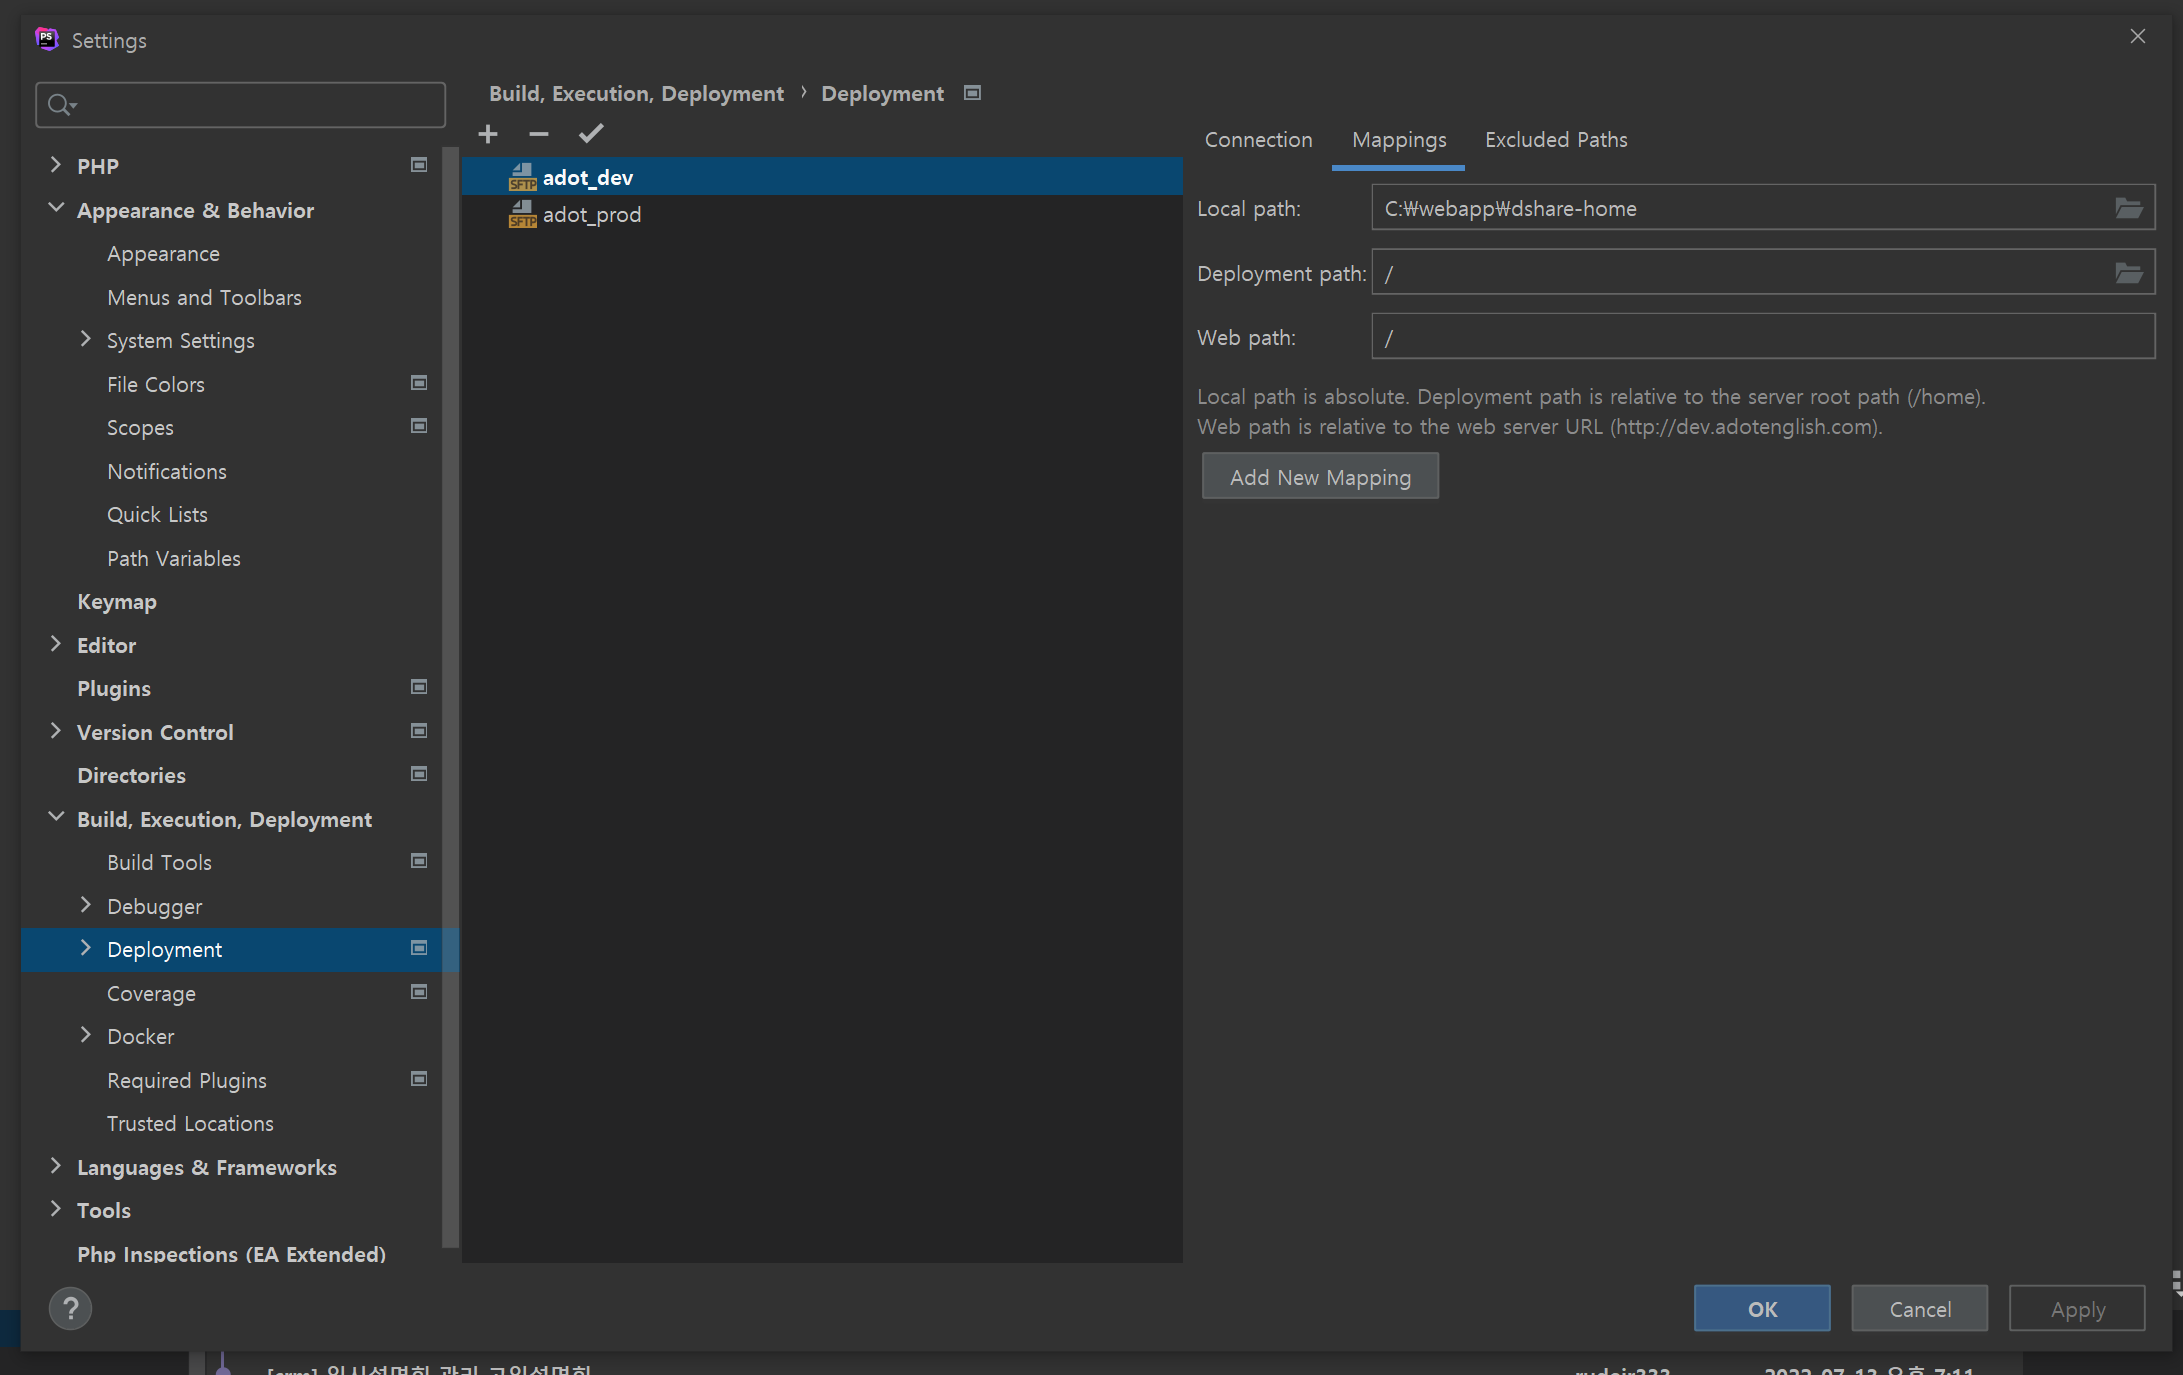 PS
Settings
PHP
Appearance & Behavior
Appearance
Menus and Toolbars
System Settings
File Colors
Scopes
Notifications
Quick Lists
Path Variables
Keymap
Editor
Plugins
Version Control
Directories
Build, Execution, Deployment
Build Tools
Debugger
Deployment
Coverage
Docker
Required Plugins
Trusted Locations
Languages & Frameworks
Tools
Php Inspections (EA Extended)
Build, Execution, Deployment › Deployment
SFTP adot_dev
SFTP adot_prod
Connection Mappings Excluded Paths
Local path: C:₩webapp₩dshare-home
Deployment path: /
Web path: /
Local path is absolute. Deployment path is relative to the server root path (/home).
Web path is relative to the web server URL (http://dev.adotenglish.com).
Add New Mapping
?
OK Cancel Apply